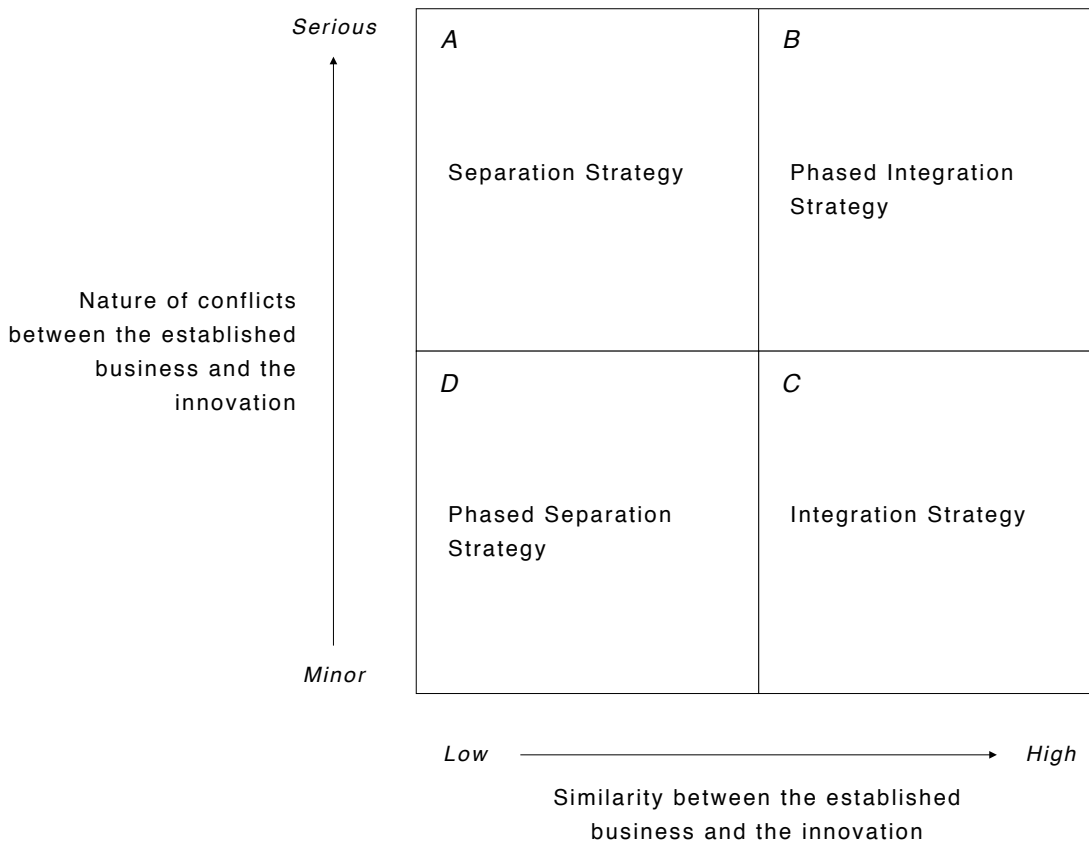 Serious
A
B
Separation Strategy
Phased Integration
Strategy
Nature of conflicts
between the established
business and the
innovation
D
C
Phased Separation
Strategy
Integration Strategy
Minor
Low
High
Similarity between the established
business and the innovation